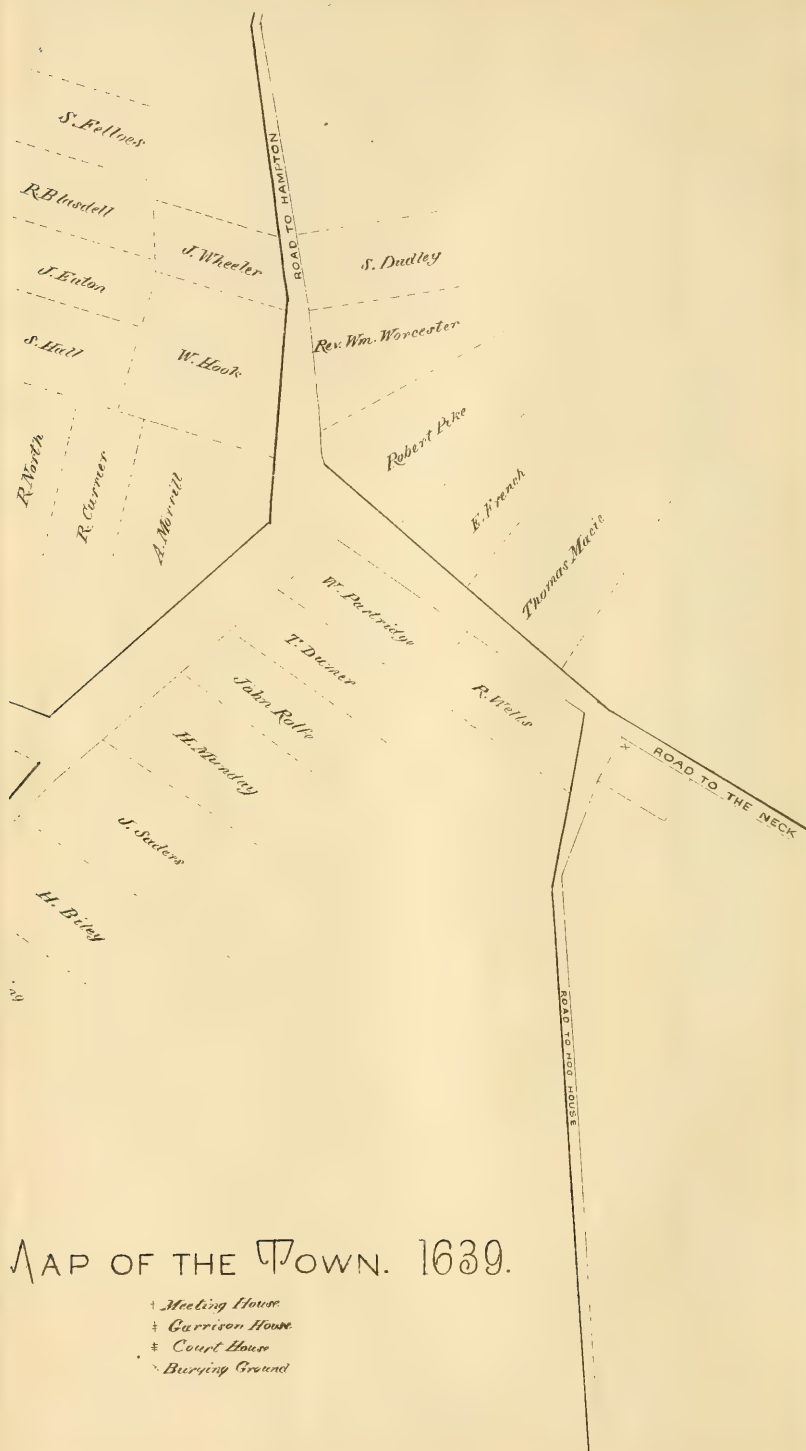 S. Felloes
R. Blasdell
J. Eaton
S. Hall
J. Wheeler
W. Hook
R. North
R. Currier
A. Morrill
ROAD TO HAMPTON
S. Dudley
Rev. Wm. Worcester
Robert Pike
E. French
Thomas Macie
W. Partridge
T. Dumer
John Rolfe
H. Munday
J. Saders
H. Biley
R. Wells
ROAD TO THE NECK
ROAD TO HOG HOUSE
MAP OF THE TOWN. 1639.
Meeting House
Garrison House
Court House
Burying Ground